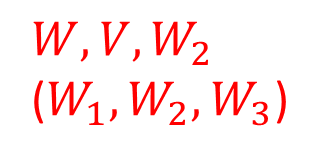 W, V, W₂
(W₁, W₂, W₃)